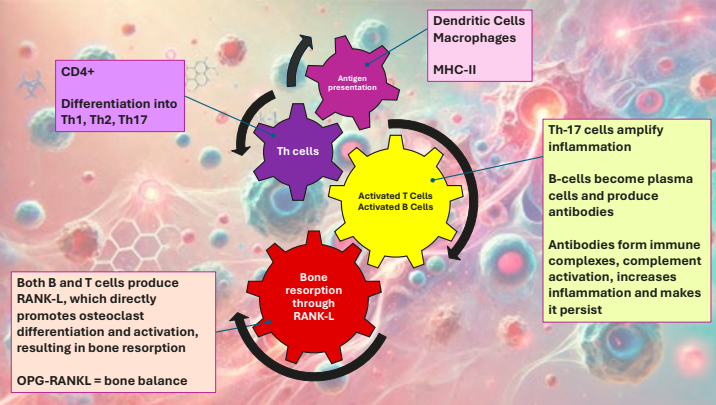 Dendritic Cells
Macrophages
MHC-II
Antigen
presentation
CD4+
Differentiation into
Th1, Th2, Th17
Th cells
Th-17 cells amplify
inflammation
B-cells become plasma
cells and produce
antibodies
Antibodies form immune
complexes, complement
activation, increases
inflammation and makes
it persist
Activated T Cells
Activated B Cells
Bone
resorption
through
RANK-L
Both B and T cells produce
RANK-L, which directly
promotes osteoclast
differentiation and activation,
resulting in bone resorption
OPG-RANKL = bone balance